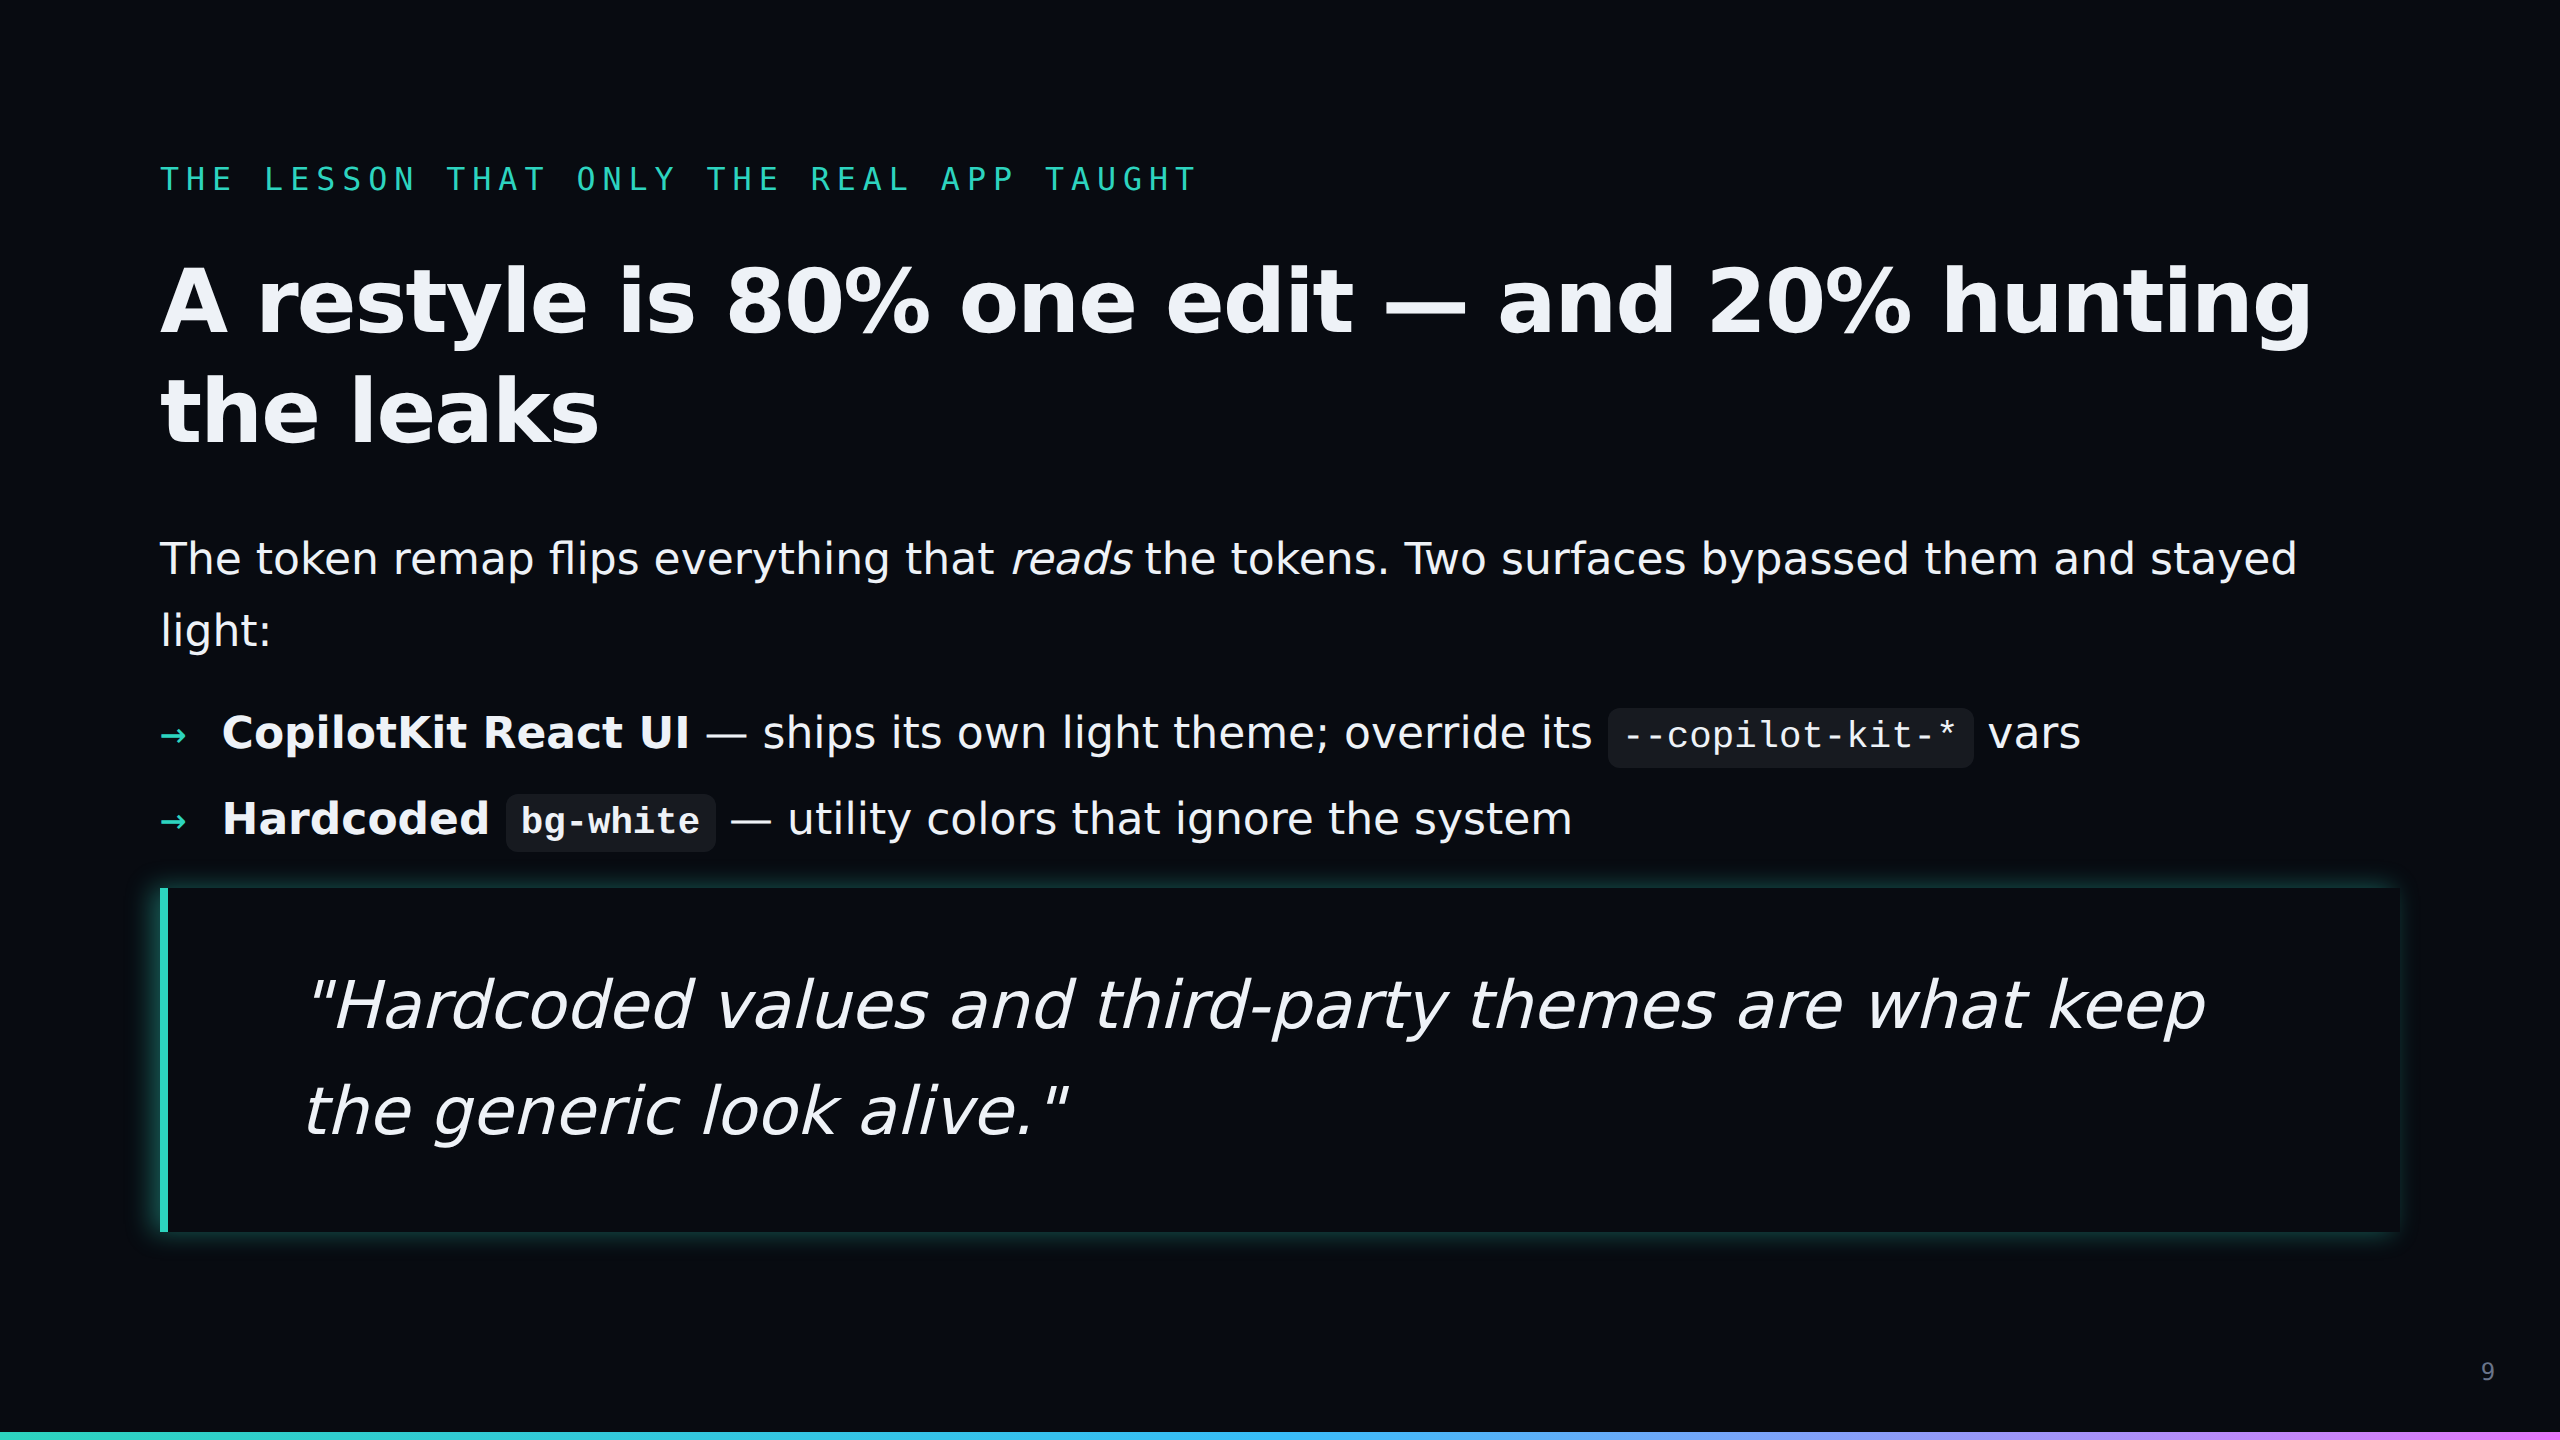 THE LESSON THAT ONLY THE REAL APP TAUGHT
A restyle is 80% one edit — and 20% hunting
the leaks
The token remap flips everything that reads the tokens. Two surfaces bypassed them and stayed
light:
→ CopilotKit React UI — ships its own light theme; override its --copilot-kit-* vars
→ Hardcoded bg-white — utility colors that ignore the system
"Hardcoded values and third-party themes are what keep
the generic look alive."
9